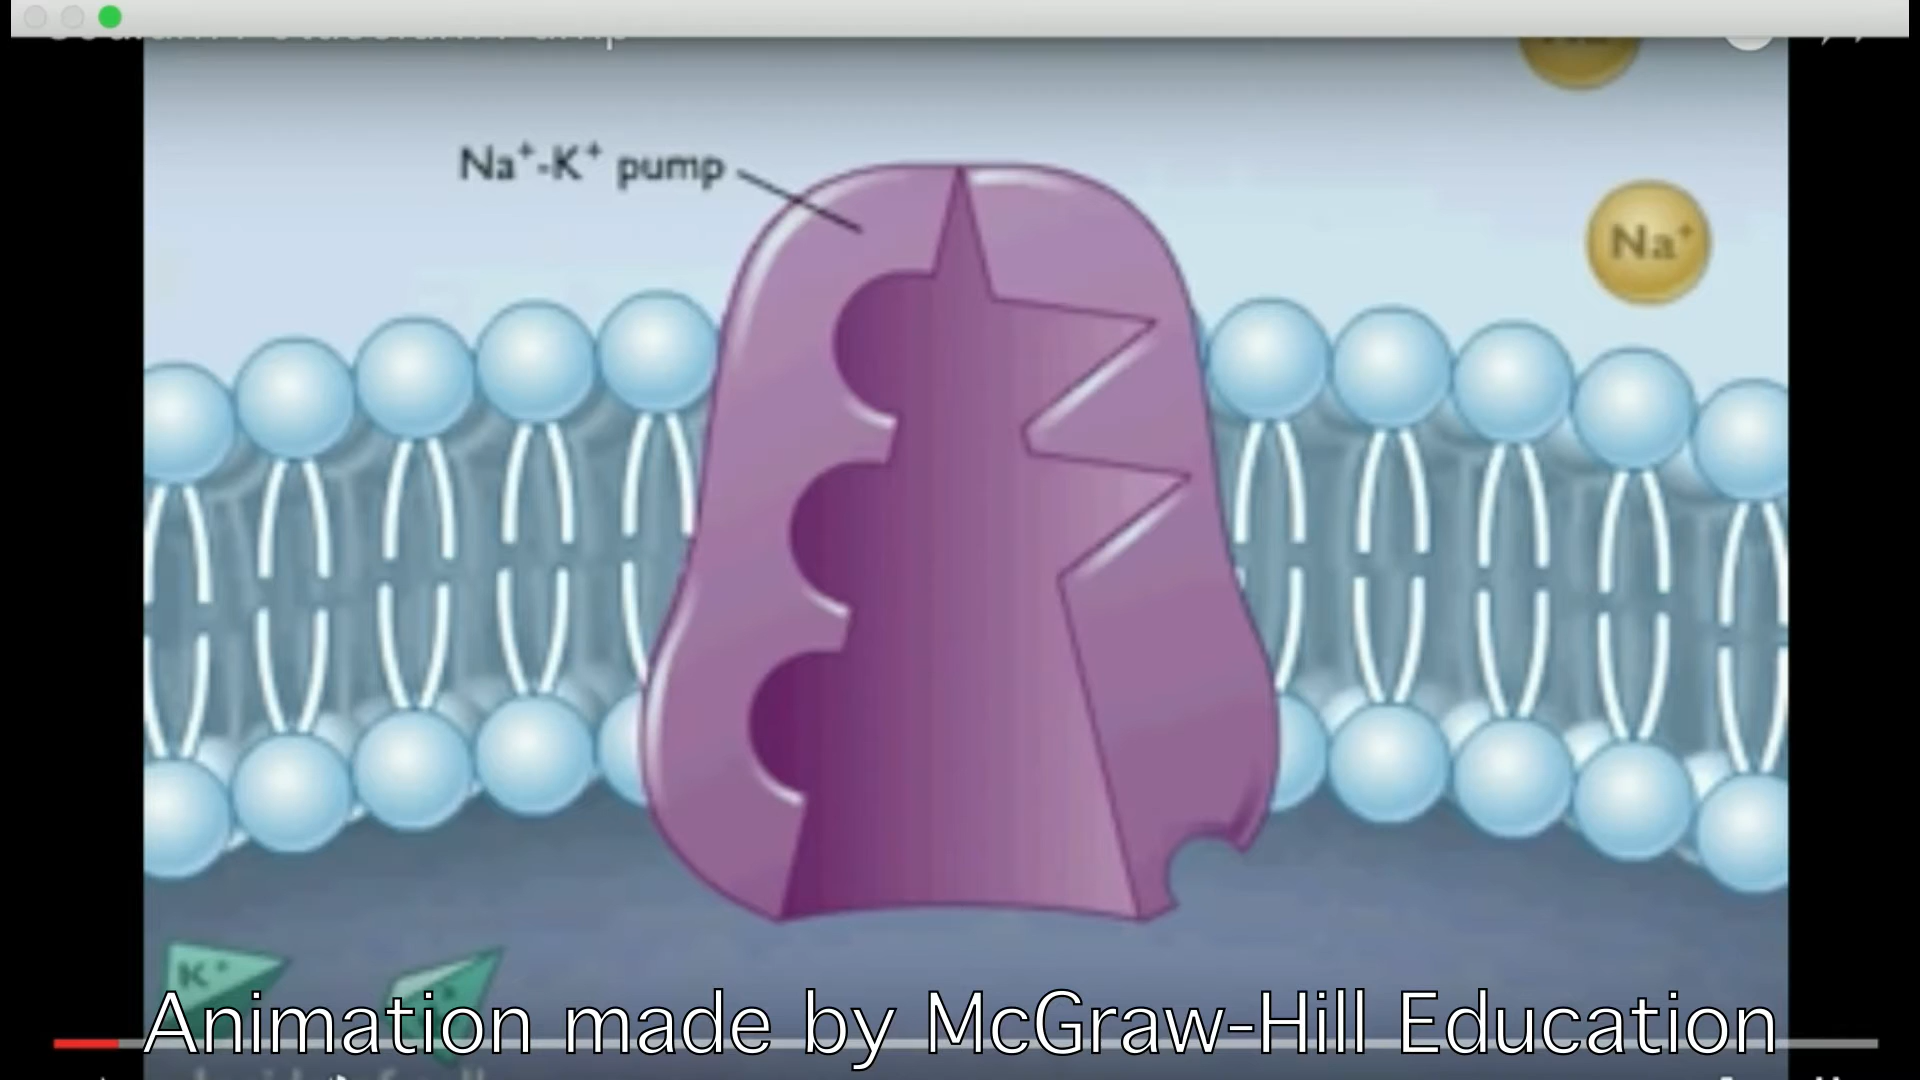 Na⁺-K⁺ pump
Na⁺
K⁺
Animation made by McGraw-Hill Education